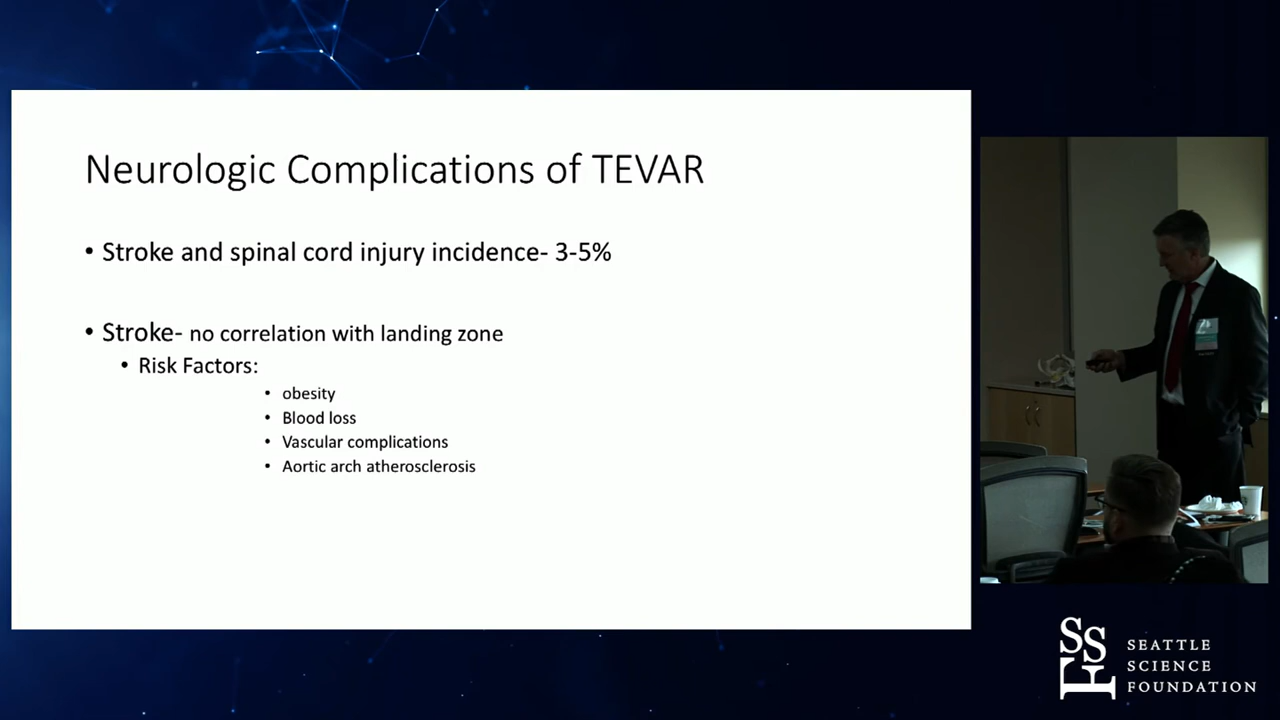 Neurologic Complications of TEVAR
• Stroke and spinal cord injury incidence- 3-5%
• Stroke- no correlation with landing zone
• Risk Factors:
• obesity
• Blood loss
• Vascular complications
• Aortic arch atherosclerosis
SSF
SEATTLE
SCIENCE
FOUNDATION